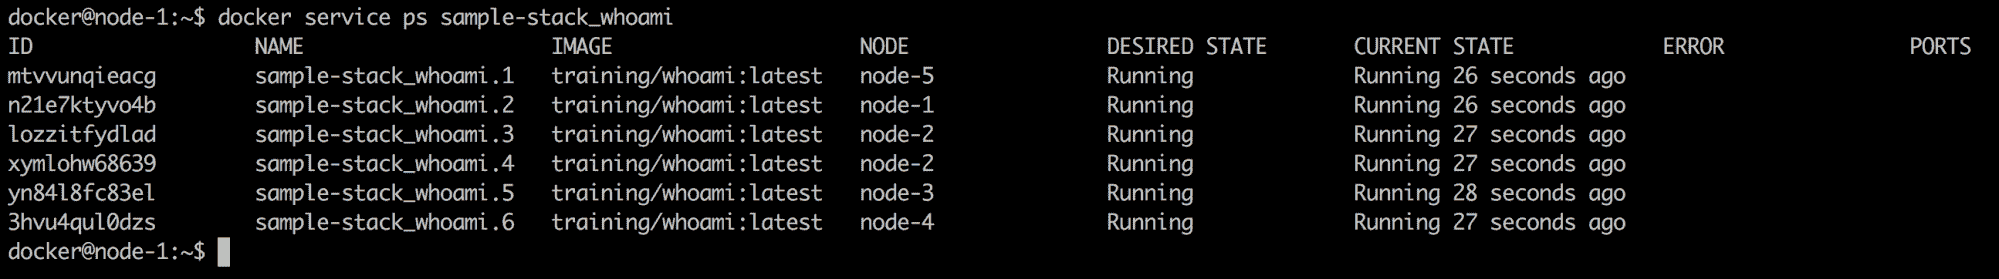 docker@node-1:~$ docker service ps sample-stack_whoami
ID NAME IMAGE NODE DESIRED STATE CURRENT STATE ERROR PORTS
mtvvunqieacg sample-stack_whoami.1 training/whoami:latest node-5 Running Running 26 seconds ago
n21e7ktyvo4b sample-stack_whoami.2 training/whoami:latest node-1 Running Running 26 seconds ago
lozzitfydlad sample-stack_whoami.3 training/whoami:latest node-2 Running Running 27 seconds ago
xymlohw68639 sample-stack_whoami.4 training/whoami:latest node-2 Running Running 27 seconds ago
yn84l8fc83el sample-stack_whoami.5 training/whoami:latest node-3 Running Running 28 seconds ago
3hvu4qul0dzs sample-stack_whoami.6 training/whoami:latest node-4 Running Running 27 seconds ago
docker@node-1:~$